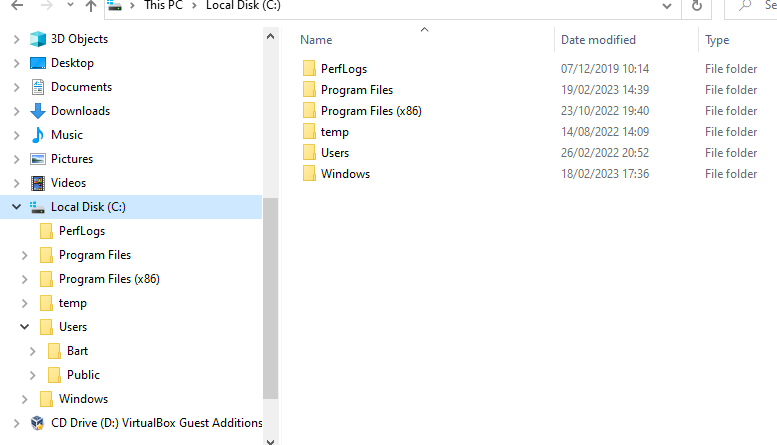 This PC > Local Disk (C:)
3D Objects
Desktop
Documents
Downloads
Music
Pictures
Videos
Local Disk (C:)
PerfLogs
Program Files
Program Files (x86)
temp
Users
Bart
Public
Windows
CD Drive (D:) VirtualBox Guest Additions
Name Date modified Type
PerfLogs 07/12/2019 10:14 File folder
Program Files 19/02/2023 14:39 File folder
Program Files (x86) 23/10/2022 19:40 File folder
temp 14/08/2022 14:09 File folder
Users 26/02/2022 20:52 File folder
Windows 18/02/2023 17:36 File folder